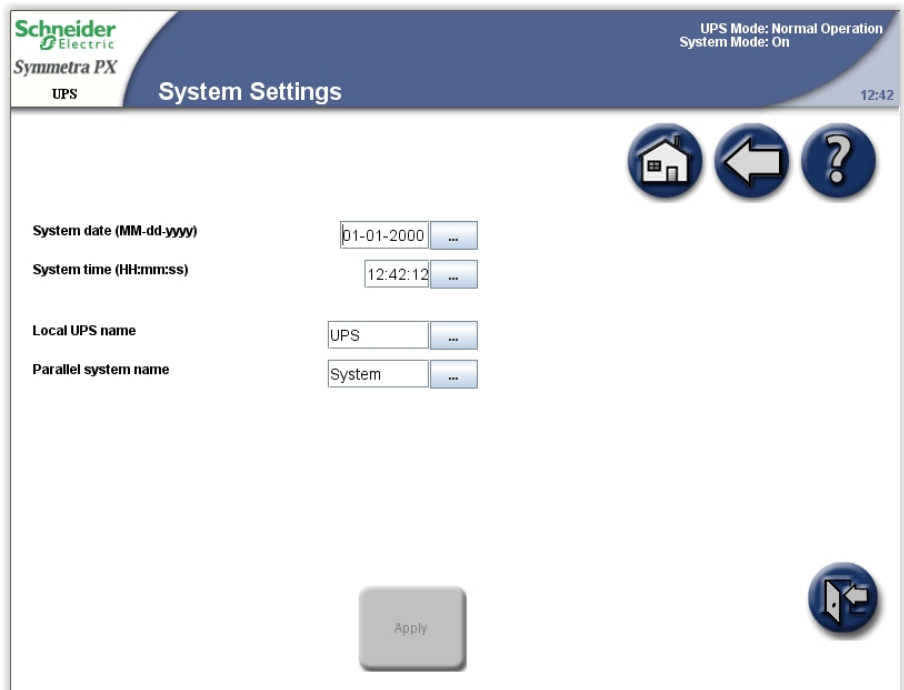 Schneider
Electric
Symmetra PX
UPS
System Settings
UPS Mode: Normal Operation
System Mode: On
12:42
?
System date (MM-dd-yyyy)
01-01-2000 ...
System time (HH:mm:ss)
12:42:12 ...
Local UPS name
UPS ...
Parallel system name
System ...
Apply